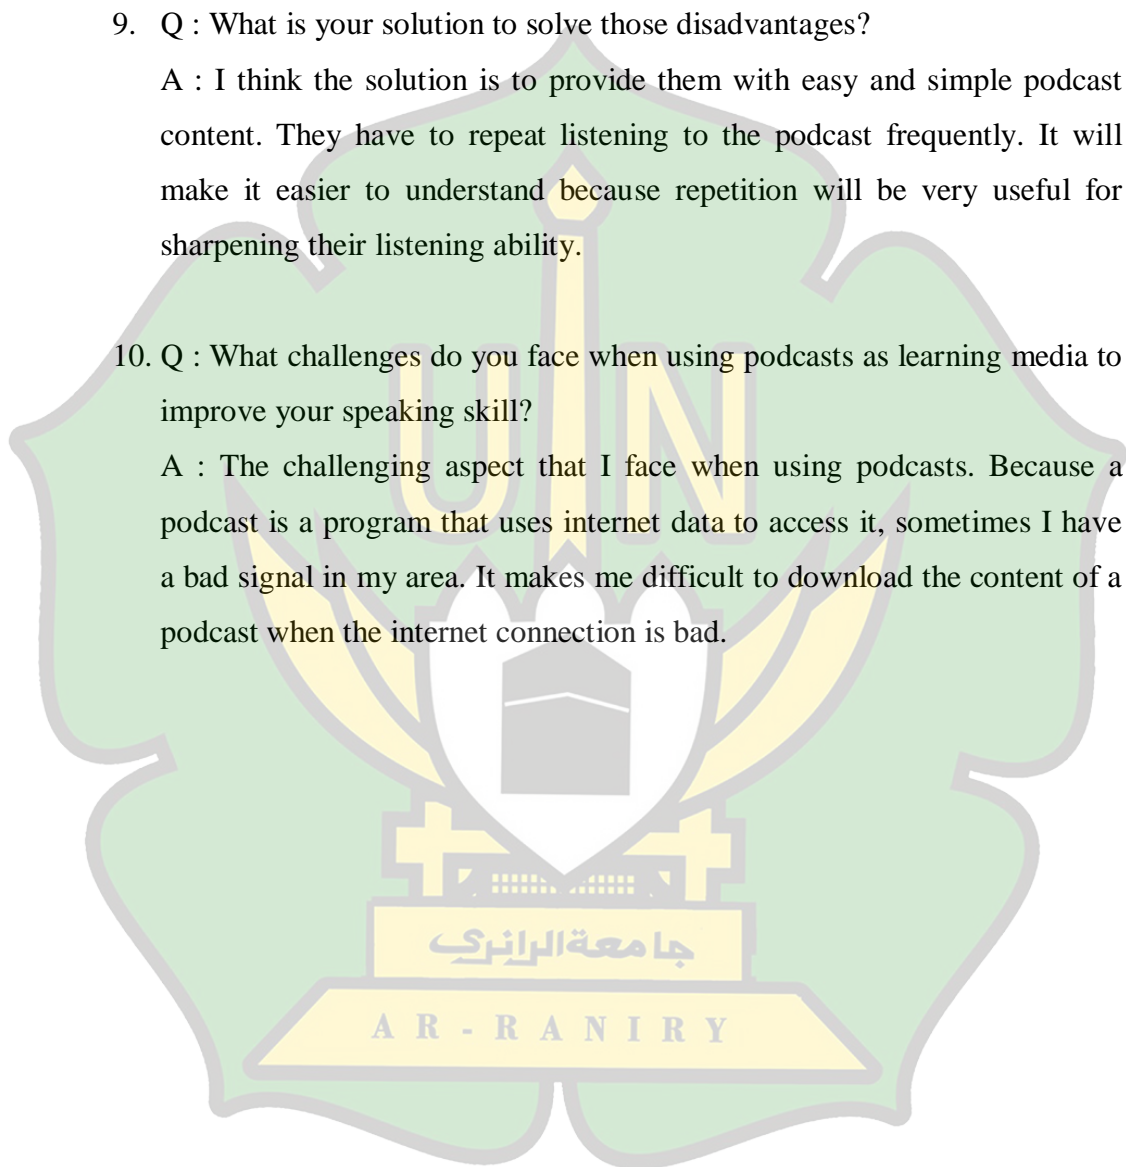 9. Q : What is your solution to solve those disadvantages?
A : I think the solution is to provide them with easy and simple podcast
content. They have to repeat listening to the podcast frequently. It will
make it easier to understand because repetition will be very useful for
sharpening their listening ability.
10. Q : What challenges do you face when using podcasts as learning media to
improve your speaking skill?
A : The challenging aspect that I face when using podcasts. Because a
podcast is a program that uses internet data to access it, sometimes I have
a bad signal in my area. It makes me difficult to download the content of a
podcast when the internet connection is bad.
UIN
جامعة الرانري
AR-RANIRY